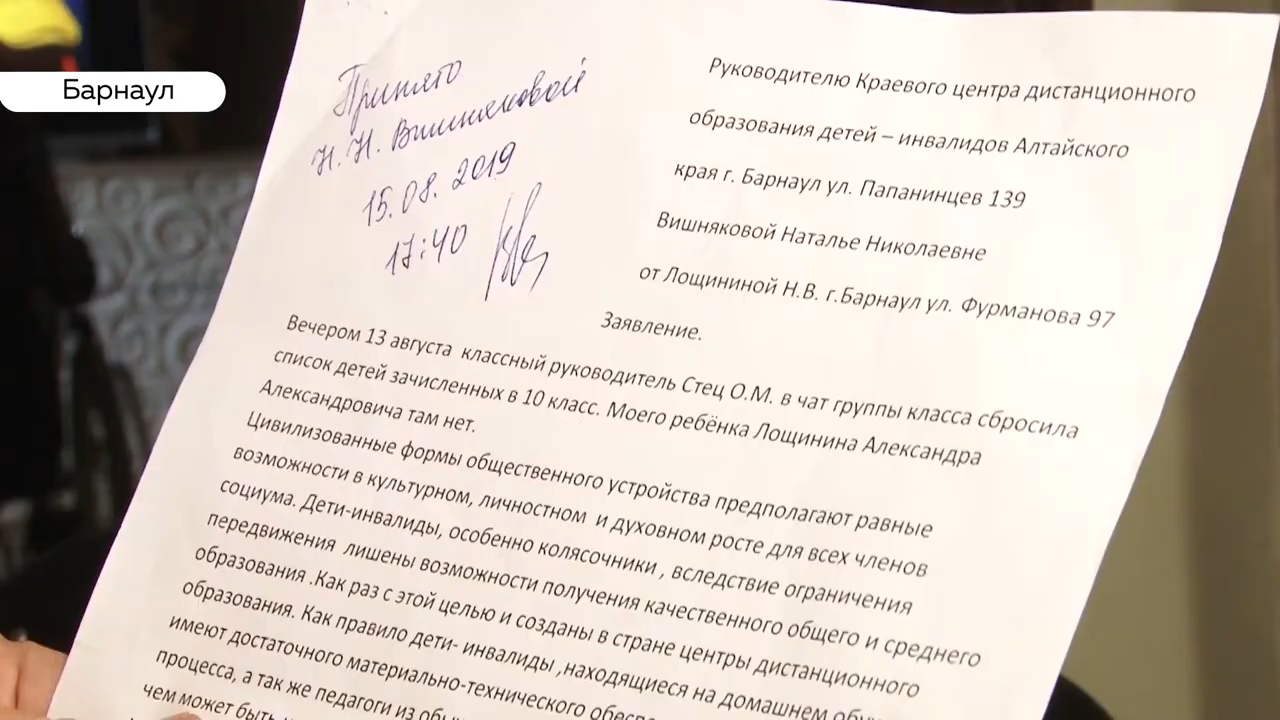 Барнаул
Принято
Н. Н. Вишняковой
15.08.2019
17:40
Руководителю Краевого центра дистанционного
образования детей – инвалидов Алтайского
края г. Барнаул ул. Папанинцев 139
Вишняковой Наталье Николаевне
от Лощининой Н.В. г.Барнаул ул. Фурманова 97
Заявление.
Вечером 13 августа классный руководитель Стец О.М. в чат группы класса сбросила
список детей зачисленных в 10 класс. Моего ребёнка Лощинина Александра
Александровича там нет.
Цивилизованные формы общественного устройства предполагают равные
возможности в культурном, личностном и духовном росте для всех членов
социума. Дети-инвалиды, особенно колясочники , вследствие ограничения
передвижения лишены возможности получения качественного общего и среднего
образования .Как раз с этой целью и созданы в стране центры дистанционного
образования. Как правило дети- инвалиды ,находящиеся на домашнем
имеют достаточного материально-технического
процесса, а так же педагоги из
чем может быть